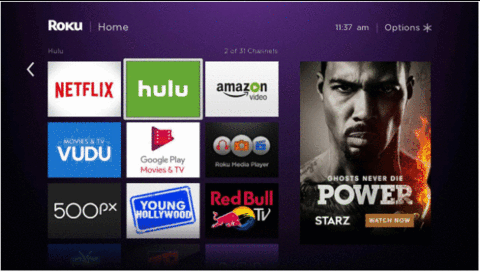 Roku | Home
11:37 am | Options
Hulu
2 of 31 Channels
NETFLIX
hulu
amazon
video
MOVIES & TV
VUDU
Google Play
Movies & TV
Roku Media Player
500px
YOUNG
HOLLYWOOD
Red Bull
TV
GHOSTS NEVER DIE
POWER
STARZ
WATCH NOW